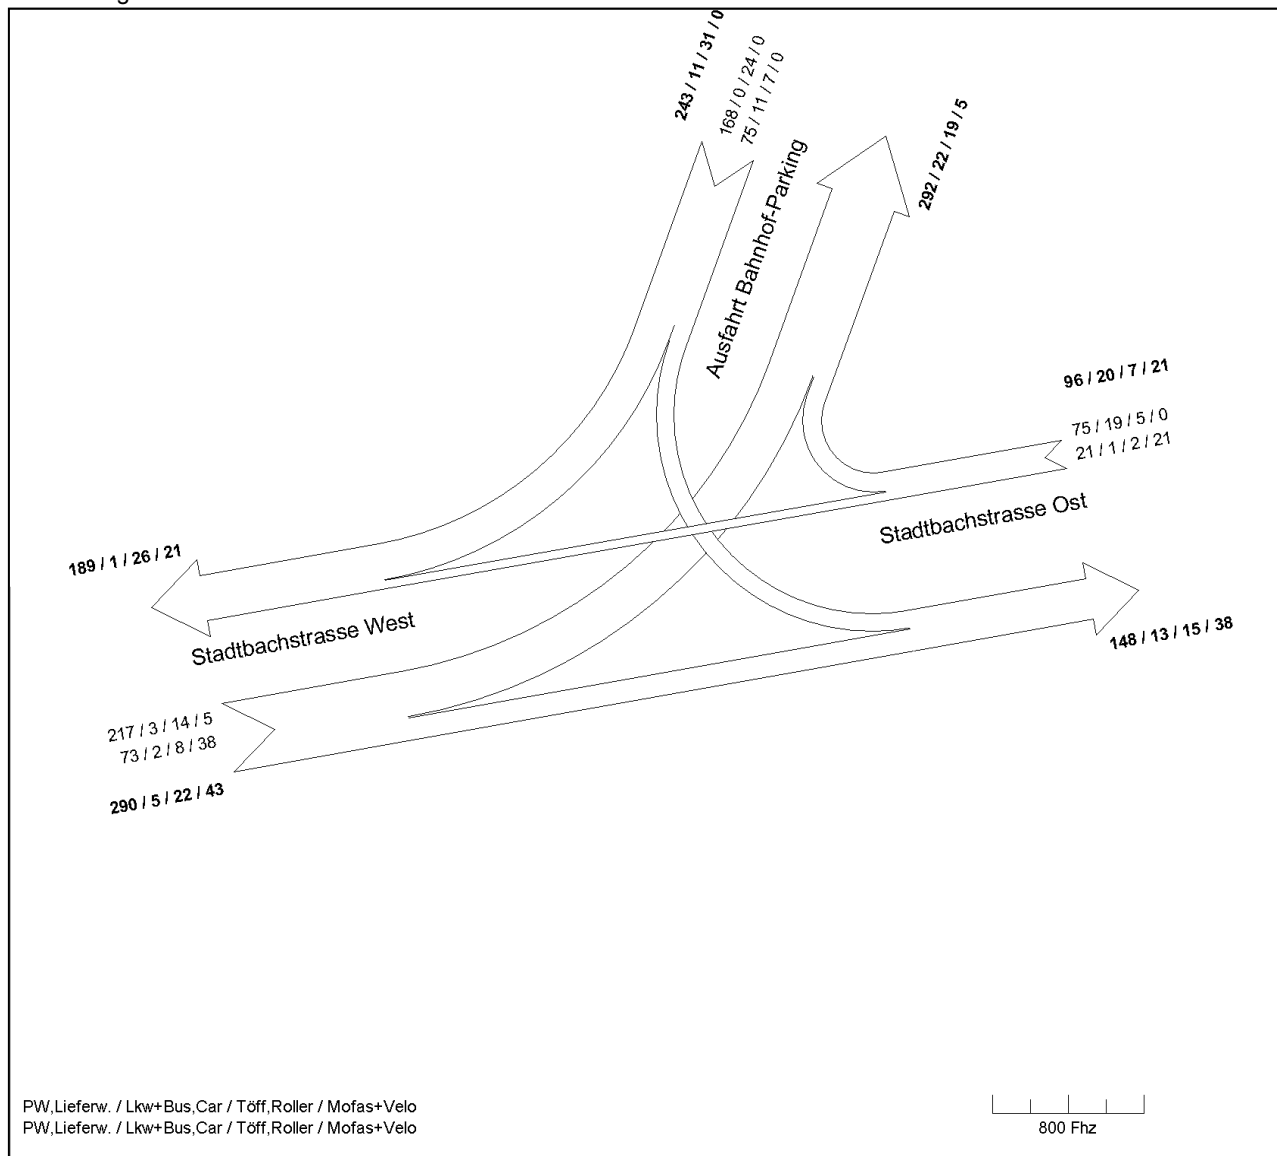 243 / 11 / 31 / 0
168 / 0 / 24 / 0
75 / 11 / 7 / 0
Ausfahrt Bahnhof-Parking
292 / 22 / 19 / 5
96 / 20 / 7 / 21
75 / 19 / 5 / 0
21 / 1 / 2 / 21
Stadtbachstrasse Ost
189 / 1 / 26 / 21
Stadtbachstrasse West
148 / 13 / 15 / 38
217 / 3 / 14 / 5
73 / 2 / 8 / 38
290 / 5 / 22 / 43
PW,Lieferw. / Lkw+Bus,Car / Töff,Roller / Mofas+Velo
PW,Lieferw. / Lkw+Bus,Car / Töff,Roller / Mofas+Velo
800 Fhz